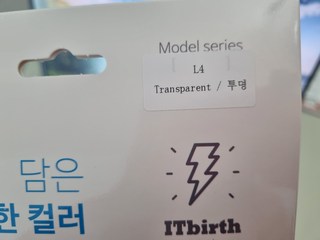 Model series
L4
Transparent / 투명
담은
한 컬러
ITbirth